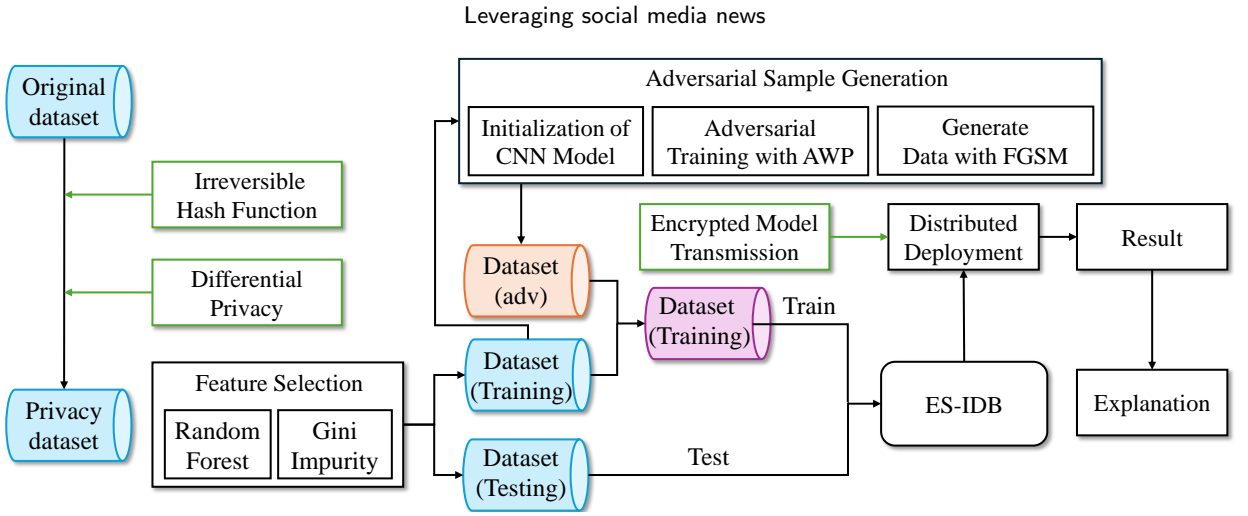 Leveraging social media news
Original
dataset
Irreversible
Hash Function
Differential
Privacy
Privacy
dataset
Feature Selection
Random
Forest
Gini
Impurity
Adversarial Sample Generation
Initialization of
CNN Model
Adversarial
Training with AWP
Generate
Data with FGSM
Dataset
(adv)
Dataset
(Training)
Dataset
(Testing)
Dataset
(Training)
Train
Test
Encrypted Model
Transmission
Distributed
Deployment
Result
ES-IDB
Explanation